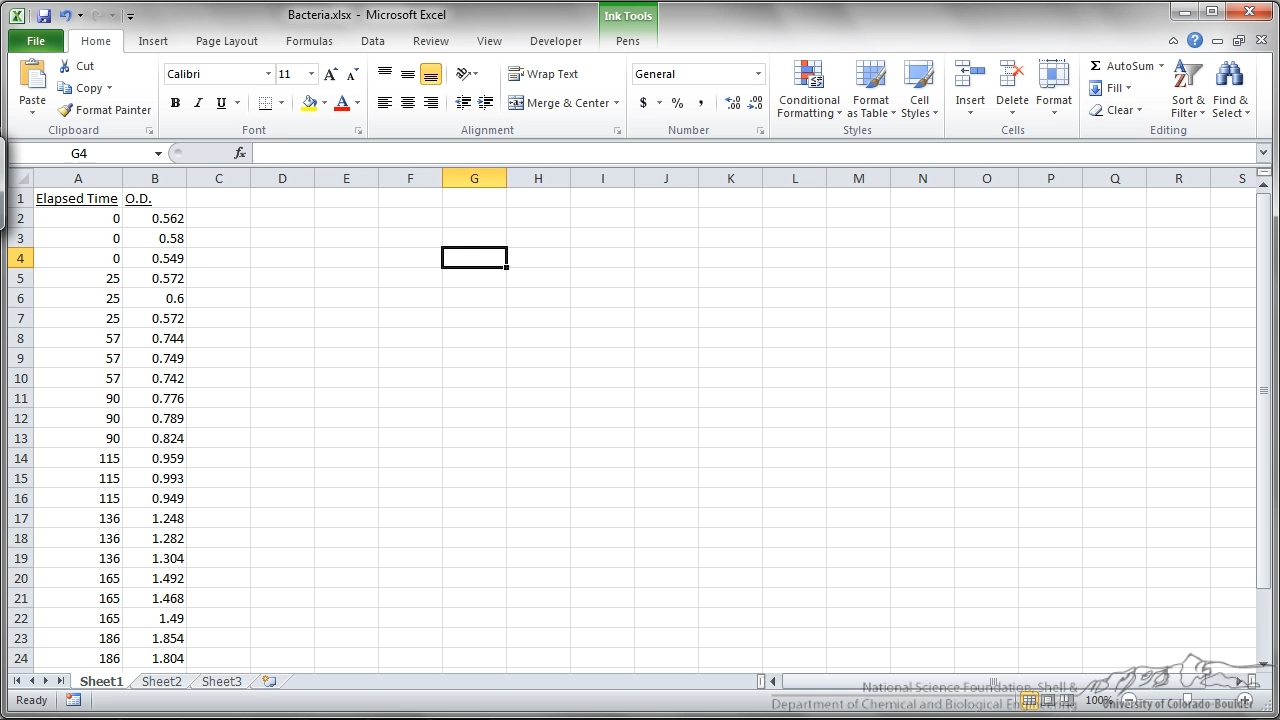 Bacteria.xlsx - Microsoft Excel
Ink Tools
File Home Insert Page Layout Formulas Data Review View Developer Pens
Cut Calibri 11 Wrap Text General AutoSum
Copy Fill
Paste Format Painter Merge & Center $ % , Conditional Formatting Format as Table Cell Styles Insert Delete Format Clear Sort & Filter Find & Select
B I U A
Clipboard Font Alignment Number Styles Cells Editing
G4 fx
A B C D E F G H I J K L M N O P Q R S
1 Elapsed Time O.D.
2 0 0.562
3 0 0.58
4 0 0.549
5 25 0.572
6 25 0.6
7 25 0.572
8 57 0.744
9 57 0.749
10 57 0.742
11 90 0.776
12 90 0.789
13 90 0.824
14 115 0.959
15 115 0.993
16 115 0.949
17 136 1.248
18 136 1.282
19 136 1.304
20 165 1.492
21 165 1.468
22 165 1.49
23 186 1.854
24 186 1.804
Sheet1 Sheet2 Sheet3
National Science Foundation, Shell &
Ready 100%
Department of Chemical and Biological Engineering University of Colorado-Boulder